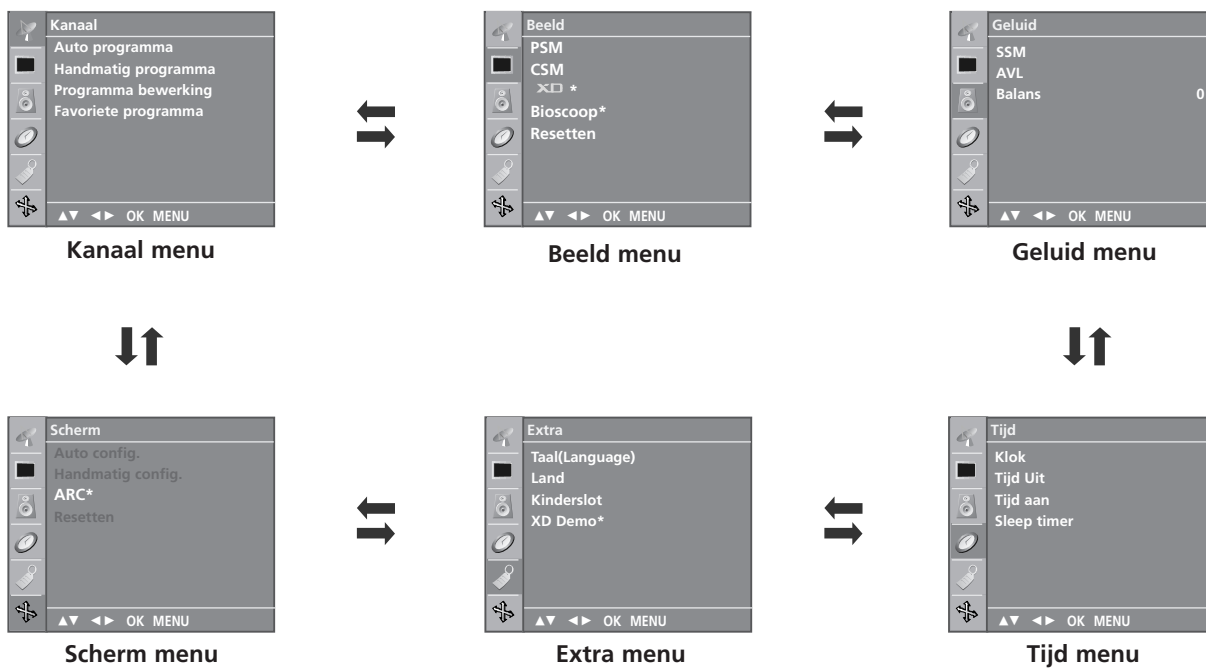 Kanaal
Auto programma
Handmatig programma
Programma bewerking
Favoriete programma
▲▼ ◄► OK MENU
Kanaal menu
Beeld
PSM
CSM
XD *
Bioscoop*
Resetten
▲▼ ◄► OK MENU
Beeld menu
Geluid
SSM
AVL
Balans 0
▲▼ ◄► OK MENU
Geluid menu
Scherm
Auto config.
Handmatig config.
ARC*
Resetten
▲▼ ◄► OK MENU
Scherm menu
Extra
Taal(Language)
Land
Kinderslot
XD Demo*
▲▼ ◄► OK MENU
Extra menu
Tijd
Klok
Tijd Uit
Tijd aan
Sleep timer
▲▼ ◄► OK MENU
Tijd menu